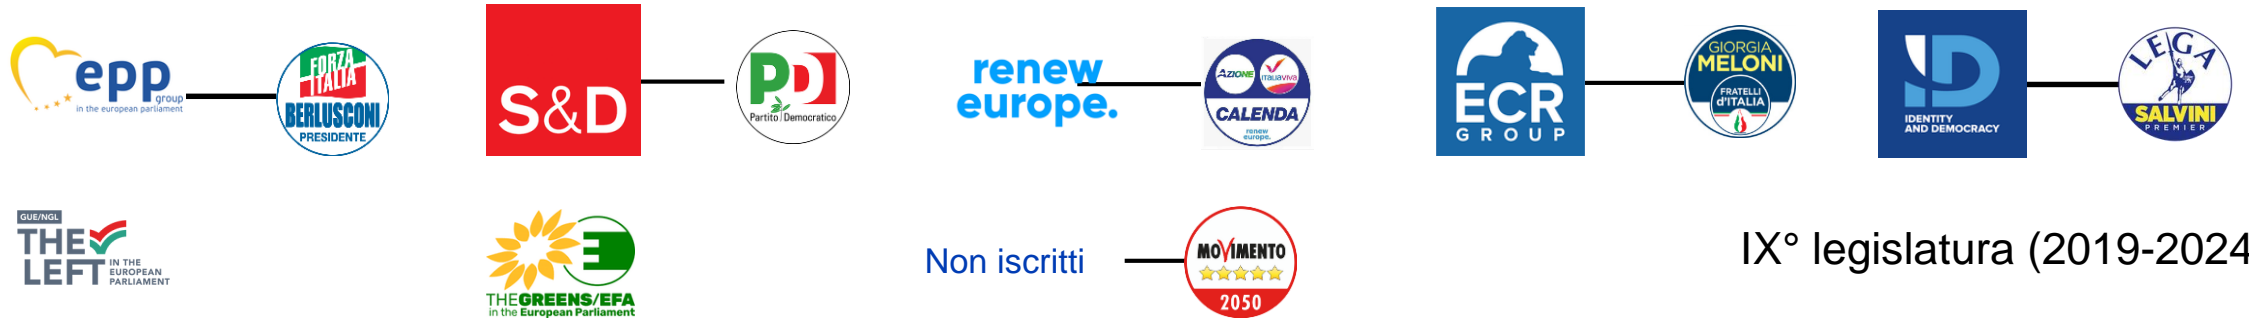 epp
group
in the european parliament
FORZA
ITALIA
BERLUSCONI
PRESIDENTE
S&D
PD
Partito Democratico
renew
europe.
AZIONE
ITALIAVIVA
CALENDA
renew
europe.
ECR
GROUP
GIORGIA
MELONI
FRATELLI
d'ITALIA
ID
IDENTITY
AND DEMOCRACY
LEGA
SALVINI
PREMIER
GUE/NGL
THE
LEFT
IN THE
EUROPEAN
PARLIAMENT
THE GREENS/EFA
in the European Parliament
Non iscritti
MOVIMENTO
2050
IX° legislatura (2019-2024